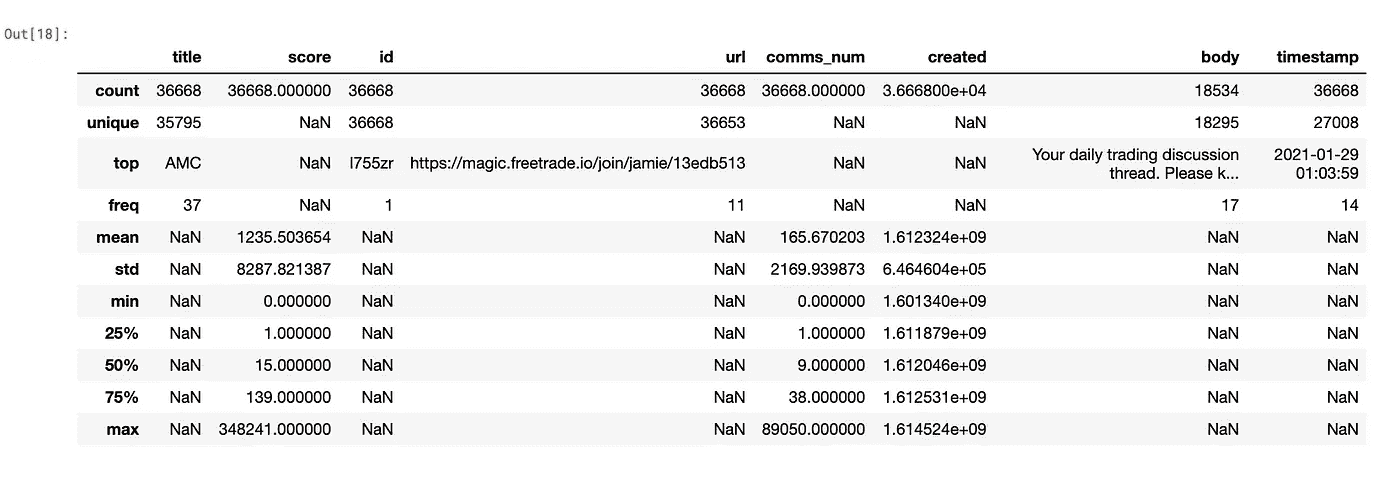 Out[18]:
title score id url comms_num created body timestamp
count 36668 36668.000000 36668 36668 36668.000000 3.666800e+04 18534 36668
unique 35795 NaN 36668 36653 NaN NaN 18295 27008
top AMC NaN l755zr https://magic.freetrade.io/join/jamie/13edb513 NaN NaN Your daily trading discussion thread. Please k... 2021-01-29 01:03:59
freq 37 NaN 1 11 NaN NaN 17 14
mean NaN 1235.503654 NaN NaN 165.670203 1.612324e+09 NaN NaN
std NaN 8287.821387 NaN NaN 2169.939873 6.464604e+05 NaN NaN
min NaN 0.000000 NaN NaN 0.000000 1.601340e+09 NaN NaN
25% NaN 1.000000 NaN NaN 1.000000 1.611879e+09 NaN NaN
50% NaN 15.000000 NaN NaN 9.000000 1.612046e+09 NaN NaN
75% NaN 139.000000 NaN NaN 38.000000 1.612531e+09 NaN NaN
max NaN 348241.000000 NaN NaN 89050.000000 1.614524e+09 NaN NaN